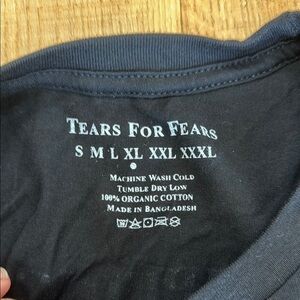 TEARS FOR FEARS
S M L XL XXL XXXL
MACHINE WASH COLD
TUMBLE DRY LOW
100% ORGANIC COTTON
MADE IN BANGLADESH